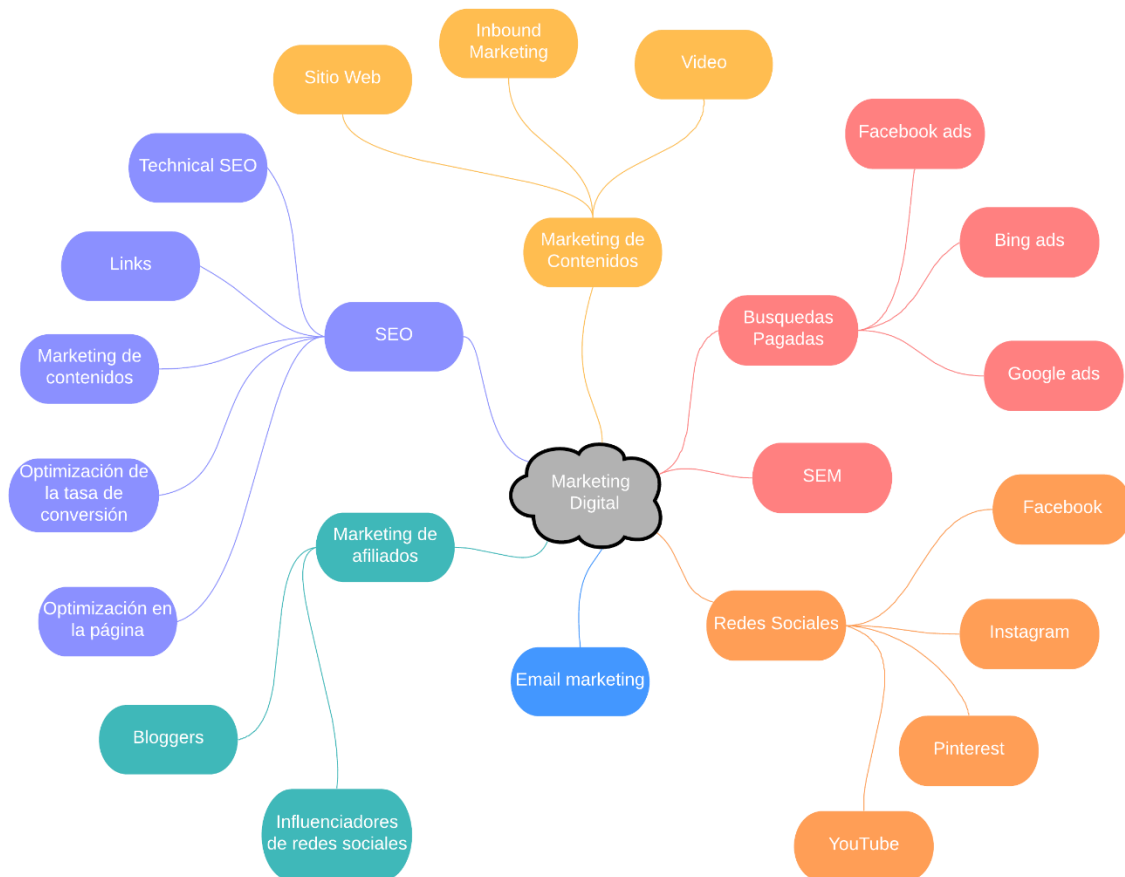 Inbound
Marketing
Sitio Web
Video
Facebook ads
Technical SEO
Bing ads
Links
Marketing de
Contenidos
Busquedas
Pagadas
SEO
Marketing de
contenidos
Google ads
Optimización de
la tasa de
conversión
Marketing
Digital
SEM
Facebook
Marketing de
afiliados
Optimización en
la página
Redes Sociales
Instagram
Email marketing
Bloggers
Pinterest
Influenciadores
de redes sociales
YouTube